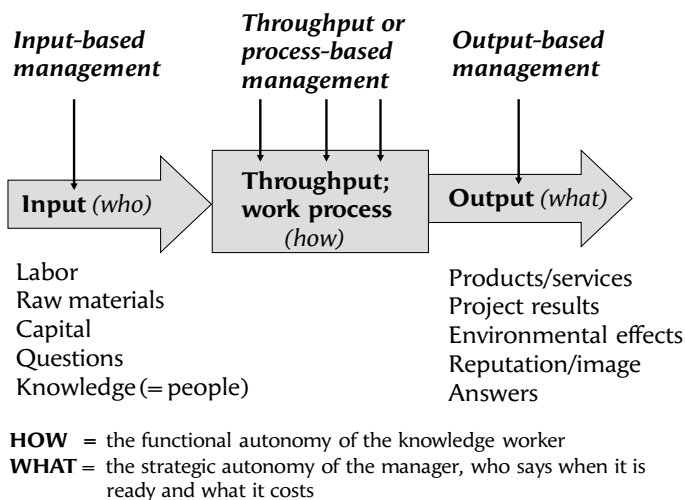 Input-based
management
Throughput or
process-based
management
Output-based
management
Input (who)
Throughput;
work process
(how)
Output (what)
Labor
Raw materials
Capital
Questions
Knowledge (= people)
Products/services
Project results
Environmental effects
Reputation/image
Answers
HOW = the functional autonomy of the knowledge worker
WHAT = the strategic autonomy of the manager, who says when it is
ready and what it costs